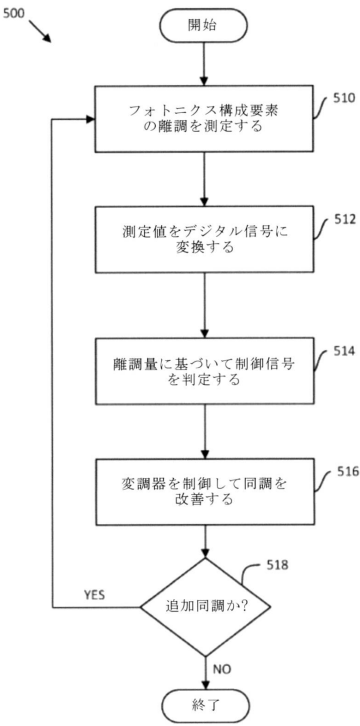 500
開始
フォトニクス構成要素
の離調を測定する
510
測定値をデジタル信号に
変換する
512
離調量に基づいて制御信号
を判定する
514
変調器を制御して同調を
改善する
516
518
追加同調か?
YES
NO
終了